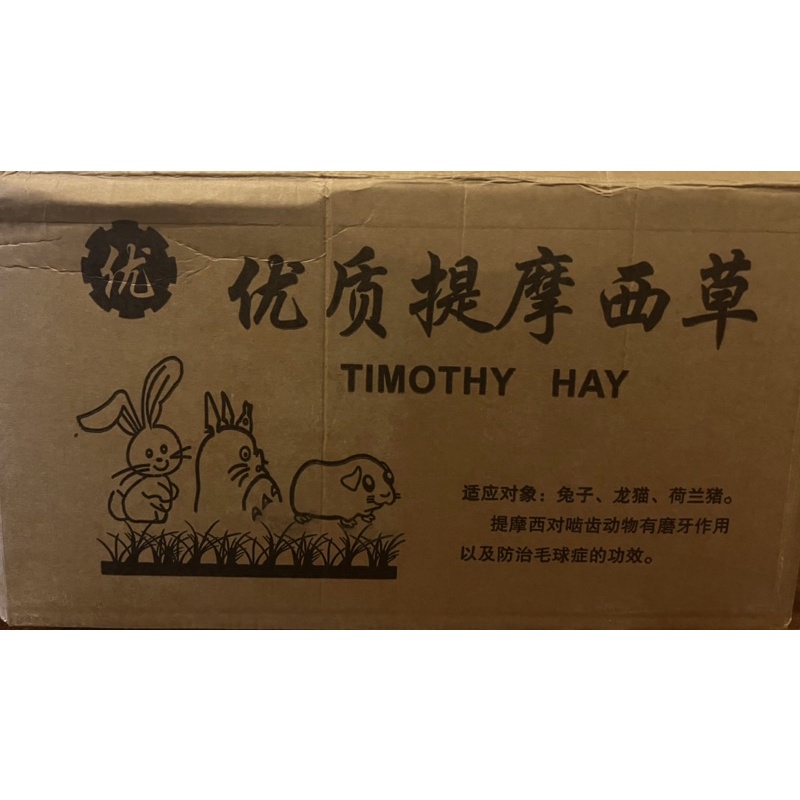 优
优质提摩西草
TIMOTHY HAY
适应对象：兔子、龙猫、荷兰猪。
提摩西对啮齿动物有磨牙作用
以及防治毛球症的功效。